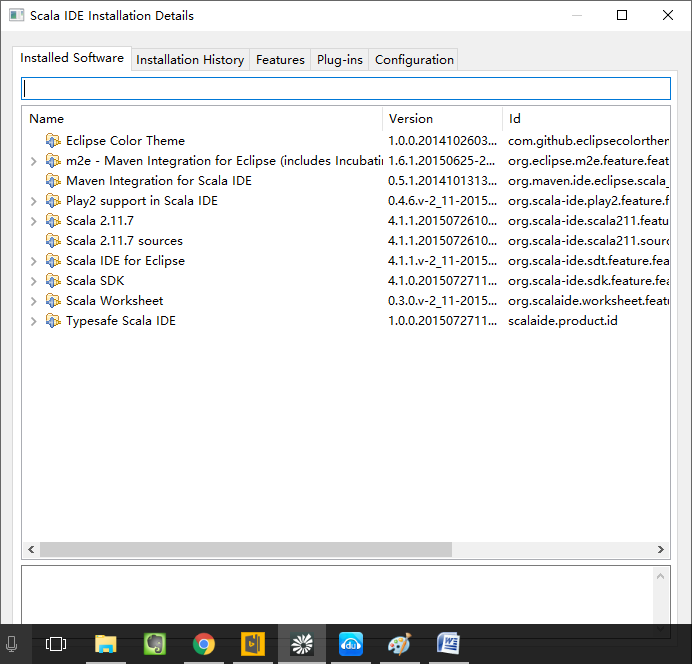 Scala IDE Installation Details
Installed Software Installation History Features Plug-ins Configuration
Name Version Id
Eclipse Color Theme 1.0.0.2014102603... com.github.eclipsecolorthen
m2e - Maven Integration for Eclipse (includes Incubati 1.6.1.20150625-2... org.eclipse.m2e.feature.feat
Maven Integration for Scala IDE 0.5.1.2014101313... org.maven.ide.eclipse.scala_
Play2 support in Scala IDE 0.4.6.v-2_11-2015... org.scala-ide.play2.feature.f
Scala 2.11.7 4.1.1.2015072610... org.scala-ide.scala211.featu
Scala 2.11.7 sources 4.1.1.2015072610... org.scala-ide.scala211.sourc
Scala IDE for Eclipse 4.1.1.v-2_11-2015... org.scala-ide.sdt.feature.fea
Scala SDK 4.1.0.2015072711... org.scala-ide.sdk.feature.fea
Scala Worksheet 0.3.0.v-2_11-2015... org.scalaide.worksheet.featu
Typesafe Scala IDE 1.0.0.2015072711... scalaide.product.id